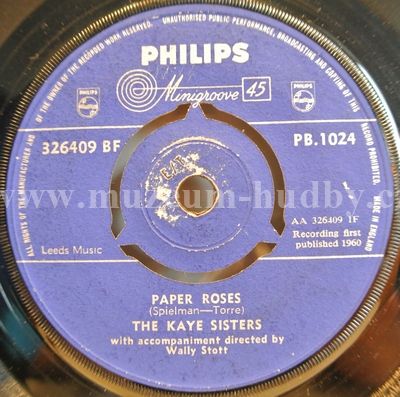 ALL RIGHTS OF THE MANUFACTURER AND OF THE OWNER OF THE RECORDED WORK RESERVED. UNAUTHORISED PUBLIC PERFORMANCE, BROADCASTING AND COPYING OF THIS RECORD PROHIBITED. MADE IN ENGLAND
PHILIPS
PHILIPS
Minigroove 45
PHILIPS
326409 BF
PB.1024
www.muzeum-hudby.c
AA 326409 1F
Leeds Music
Recording first
published 1960
PAPER ROSES
(Spielman—Torre)
THE KAYE SISTERS
with accompaniment directed by
Wally Stott